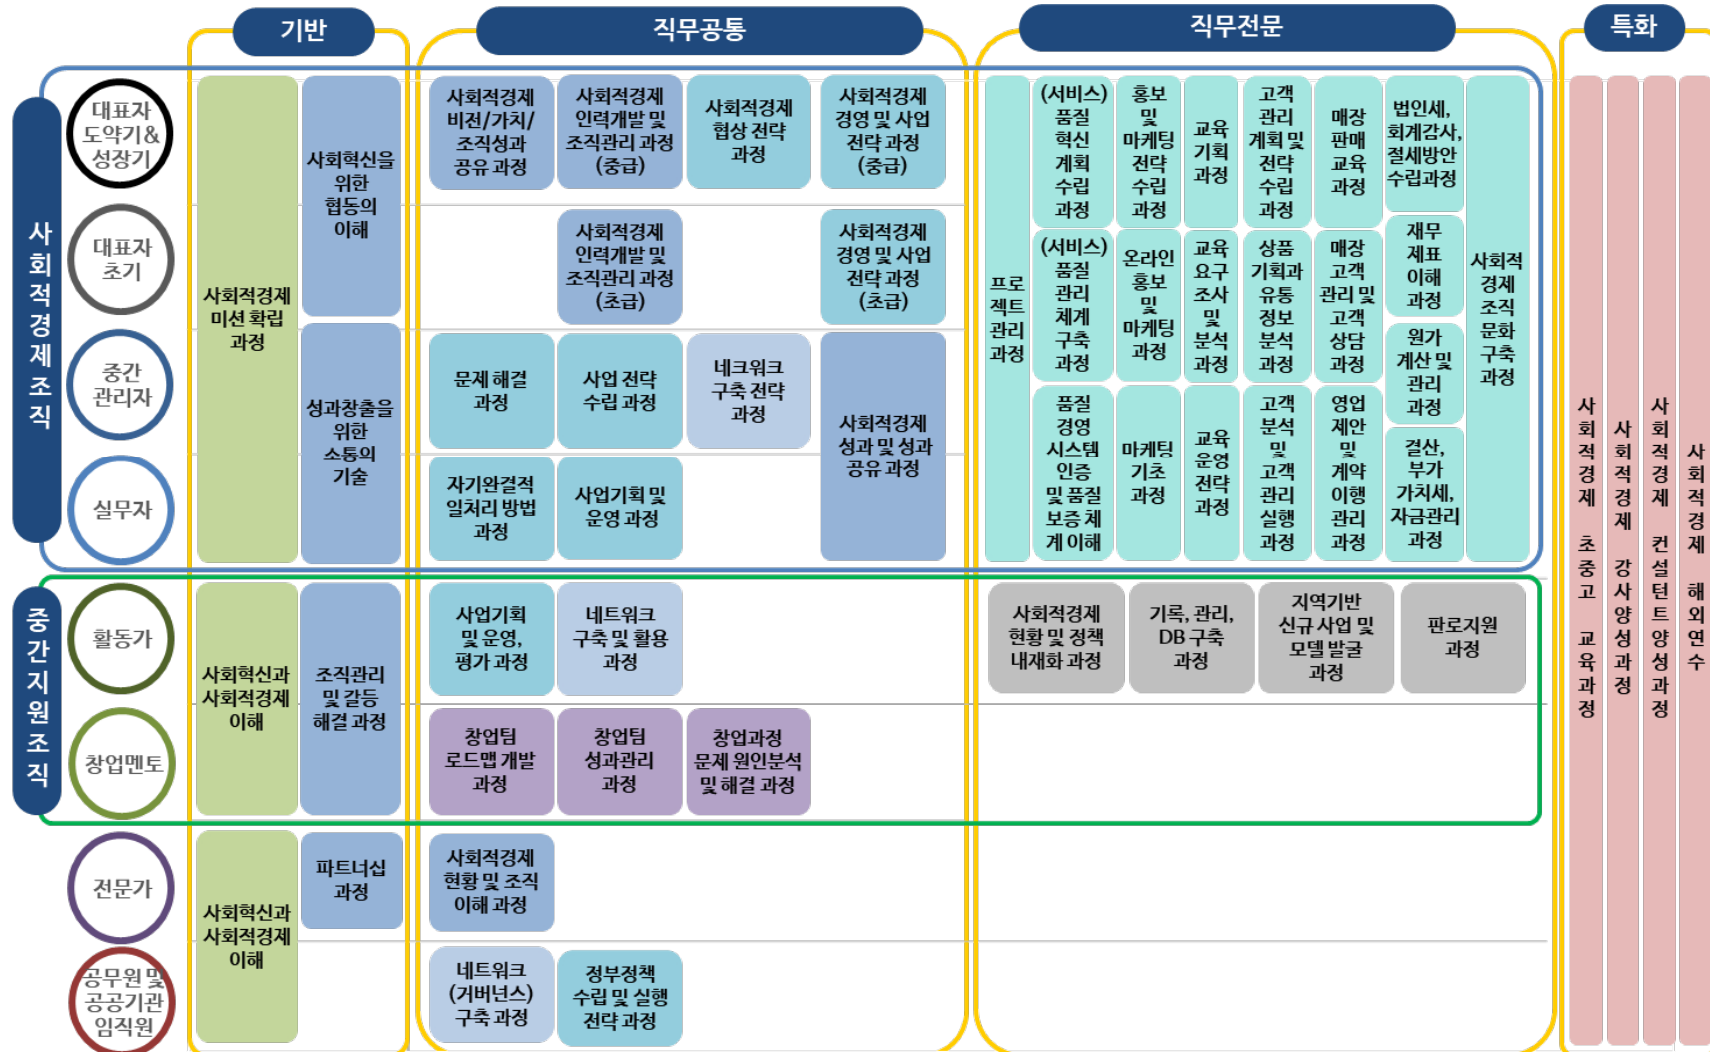 기반
직무공통
직무전문
특화
사회적경제조직
대표자
도약기&
성장기
대표자
초기
중간
관리자
실무자
중간지원조직
활동가
창업멘토
전문가
공무원 및
공공기관
임직원
사회적경제
미션 확립
과정
사회혁신을
위한
협동의
이해
성과창출을
위한
소통의
기술
사회혁신과
사회적경제
이해
조직관리
및 갈등
해결 과정
사회혁신과
사회적경제
이해
파트너십
과정
사회적경제
비전/가치/
조직성과
공유 과정
사회적경제
인력개발 및
조직관리 과정
(중급)
사회적경제
협상 전략
과정
사회적경제
경영 및 사업
전략 과정
(중급)
사회적경제
인력개발 및
조직관리 과정
(초급)
사회적경제
경영 및 사업
전략 과정
(초급)
문제 해결
과정
사업 전략
수립 과정
네크워크
구축 전략
과정
사회적경제
성과 및 성과
공유 과정
자기완결적
일처리 방법
과정
사업기획 및
운영 과정
사업기획
및 운영,
평가 과정
네트워크
구축 및 활용
과정
창업팀
로드맵 개발
과정
창업팀
성과관리
과정
창업과정
문제 원인분석
및 해결 과정
사회적경제
현황 및 조직
이해 과정
네트워크
(거버넌스)
구축 과정
정부정책
수립 및 실행
전략 과정
프로
젝트
관리
과정
(서비스)
품질
혁신
계획
수립
과정
홍보
및
마케팅
전략
수립
과정
교육
기획
과정
고객
관리
계획 및
전략
수립
과정
매장
판매
교육
과정
법인세,
회계감사,
절세방안
수립과정
사회적
경제
조직
문화
구축
과정
(서비스)
품질
관리
체계
구축
과정
온라인
홍보
및
마케팅
과정
교육
요구
조사
및
분석
과정
상품
기획과
유통
정보
분석
과정
매장
고객
관리 및
고객
상담
과정
재무
제표
이해
과정
원가
계산 및
관리
과정
품질
경영
시스템
인증
및 품질
보증 체
계 이해
마케팅
기초
과정
교육
운영
전략
과정
고객
분석
및
고객
관리
실행
과정
영업
제안
및
계약
이행
관리
과정
결산,
부가
가치세,
자금관리
과정
사회적경제
현황 및 정책
내재화 과정
기록, 관리,
DB 구축
과정
지역기반
신규 사업 및
모델 발굴
과정
판로지원
과정
사회적경제 초중고 교육과정
사회적경제 강사양성과정
사회적경제 컨설턴트양성과정
사회적경제 해외연수